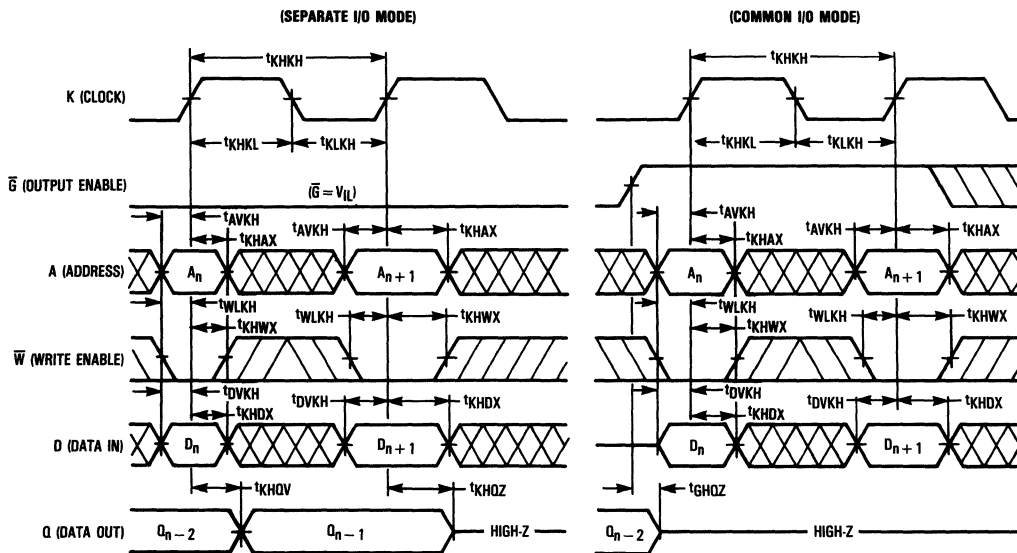 (SEPARATE I/O MODE) (COMMON I/O MODE)
tKHKH tKHKH
K (CLOCK)
tKHKL tKLKH tKHKL tKLKH
G̅ (OUTPUT ENABLE) (G̅ = VIL)
tAVKH tAVKH tAVKH tAVKH
tKHAX tKHAX tKHAX tKHAX
A (ADDRESS) An An + 1 An An + 1
tWLKH tWLKH tWLKH tWLKH
tKHWX tKHWX tKHWX tKHWX
W̅ (WRITE ENABLE)
tDVKH tDVKH tDVKH tDVKH
tKHDX tKHDX tKHDX tKHDX
D (DATA IN) Dn Dn + 1 Dn Dn + 1
tKHQV tKHQZ tGHQZ
Q (DATA OUT) Qn − 2 Qn − 1 HIGH-Z Qn − 2 HIGH-Z